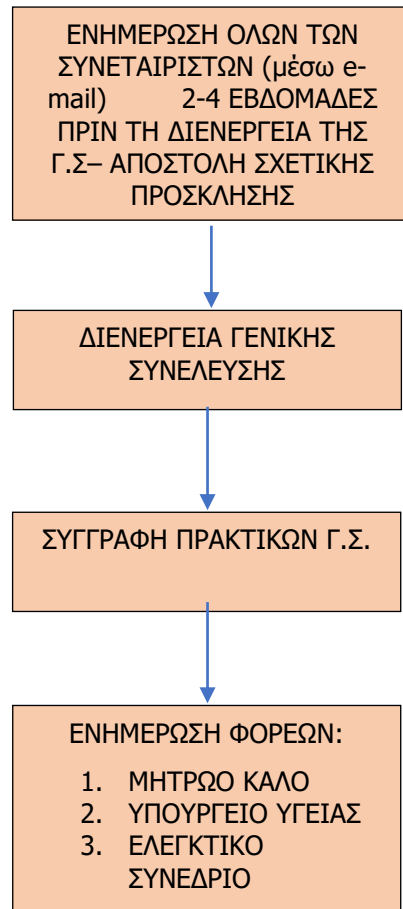 ΕΝΗΜΕΡΩΣΗ ΟΛΩΝ ΤΩΝ
ΣΥΝΕΤΑΙΡΙΣΤΩΝ (μέσω e-
mail) 2-4 ΕΒΔΟΜΑΔΕΣ
ΠΡΙΝ ΤΗ ΔΙΕΝΕΡΓΕΙΑ ΤΗΣ
Γ.Σ– ΑΠΟΣΤΟΛΗ ΣΧΕΤΙΚΗΣ
ΠΡΟΣΚΛΗΣΗΣ
ΔΙΕΝΕΡΓΕΙΑ ΓΕΝΙΚΗΣ
ΣΥΝΕΛΕΥΣΗΣ
ΣΥΓΓΡΑΦΗ ΠΡΑΚΤΙΚΩΝ Γ.Σ.
ΕΝΗΜΕΡΩΣΗ ΦΟΡΕΩΝ:
1. ΜΗΤΡΩΟ ΚΑΛΟ
2. ΥΠΟΥΡΓΕΙΟ ΥΓΕΙΑΣ
3. ΕΛΕΓΚΤΙΚΟ
ΣΥΝΕΔΡΙΟ